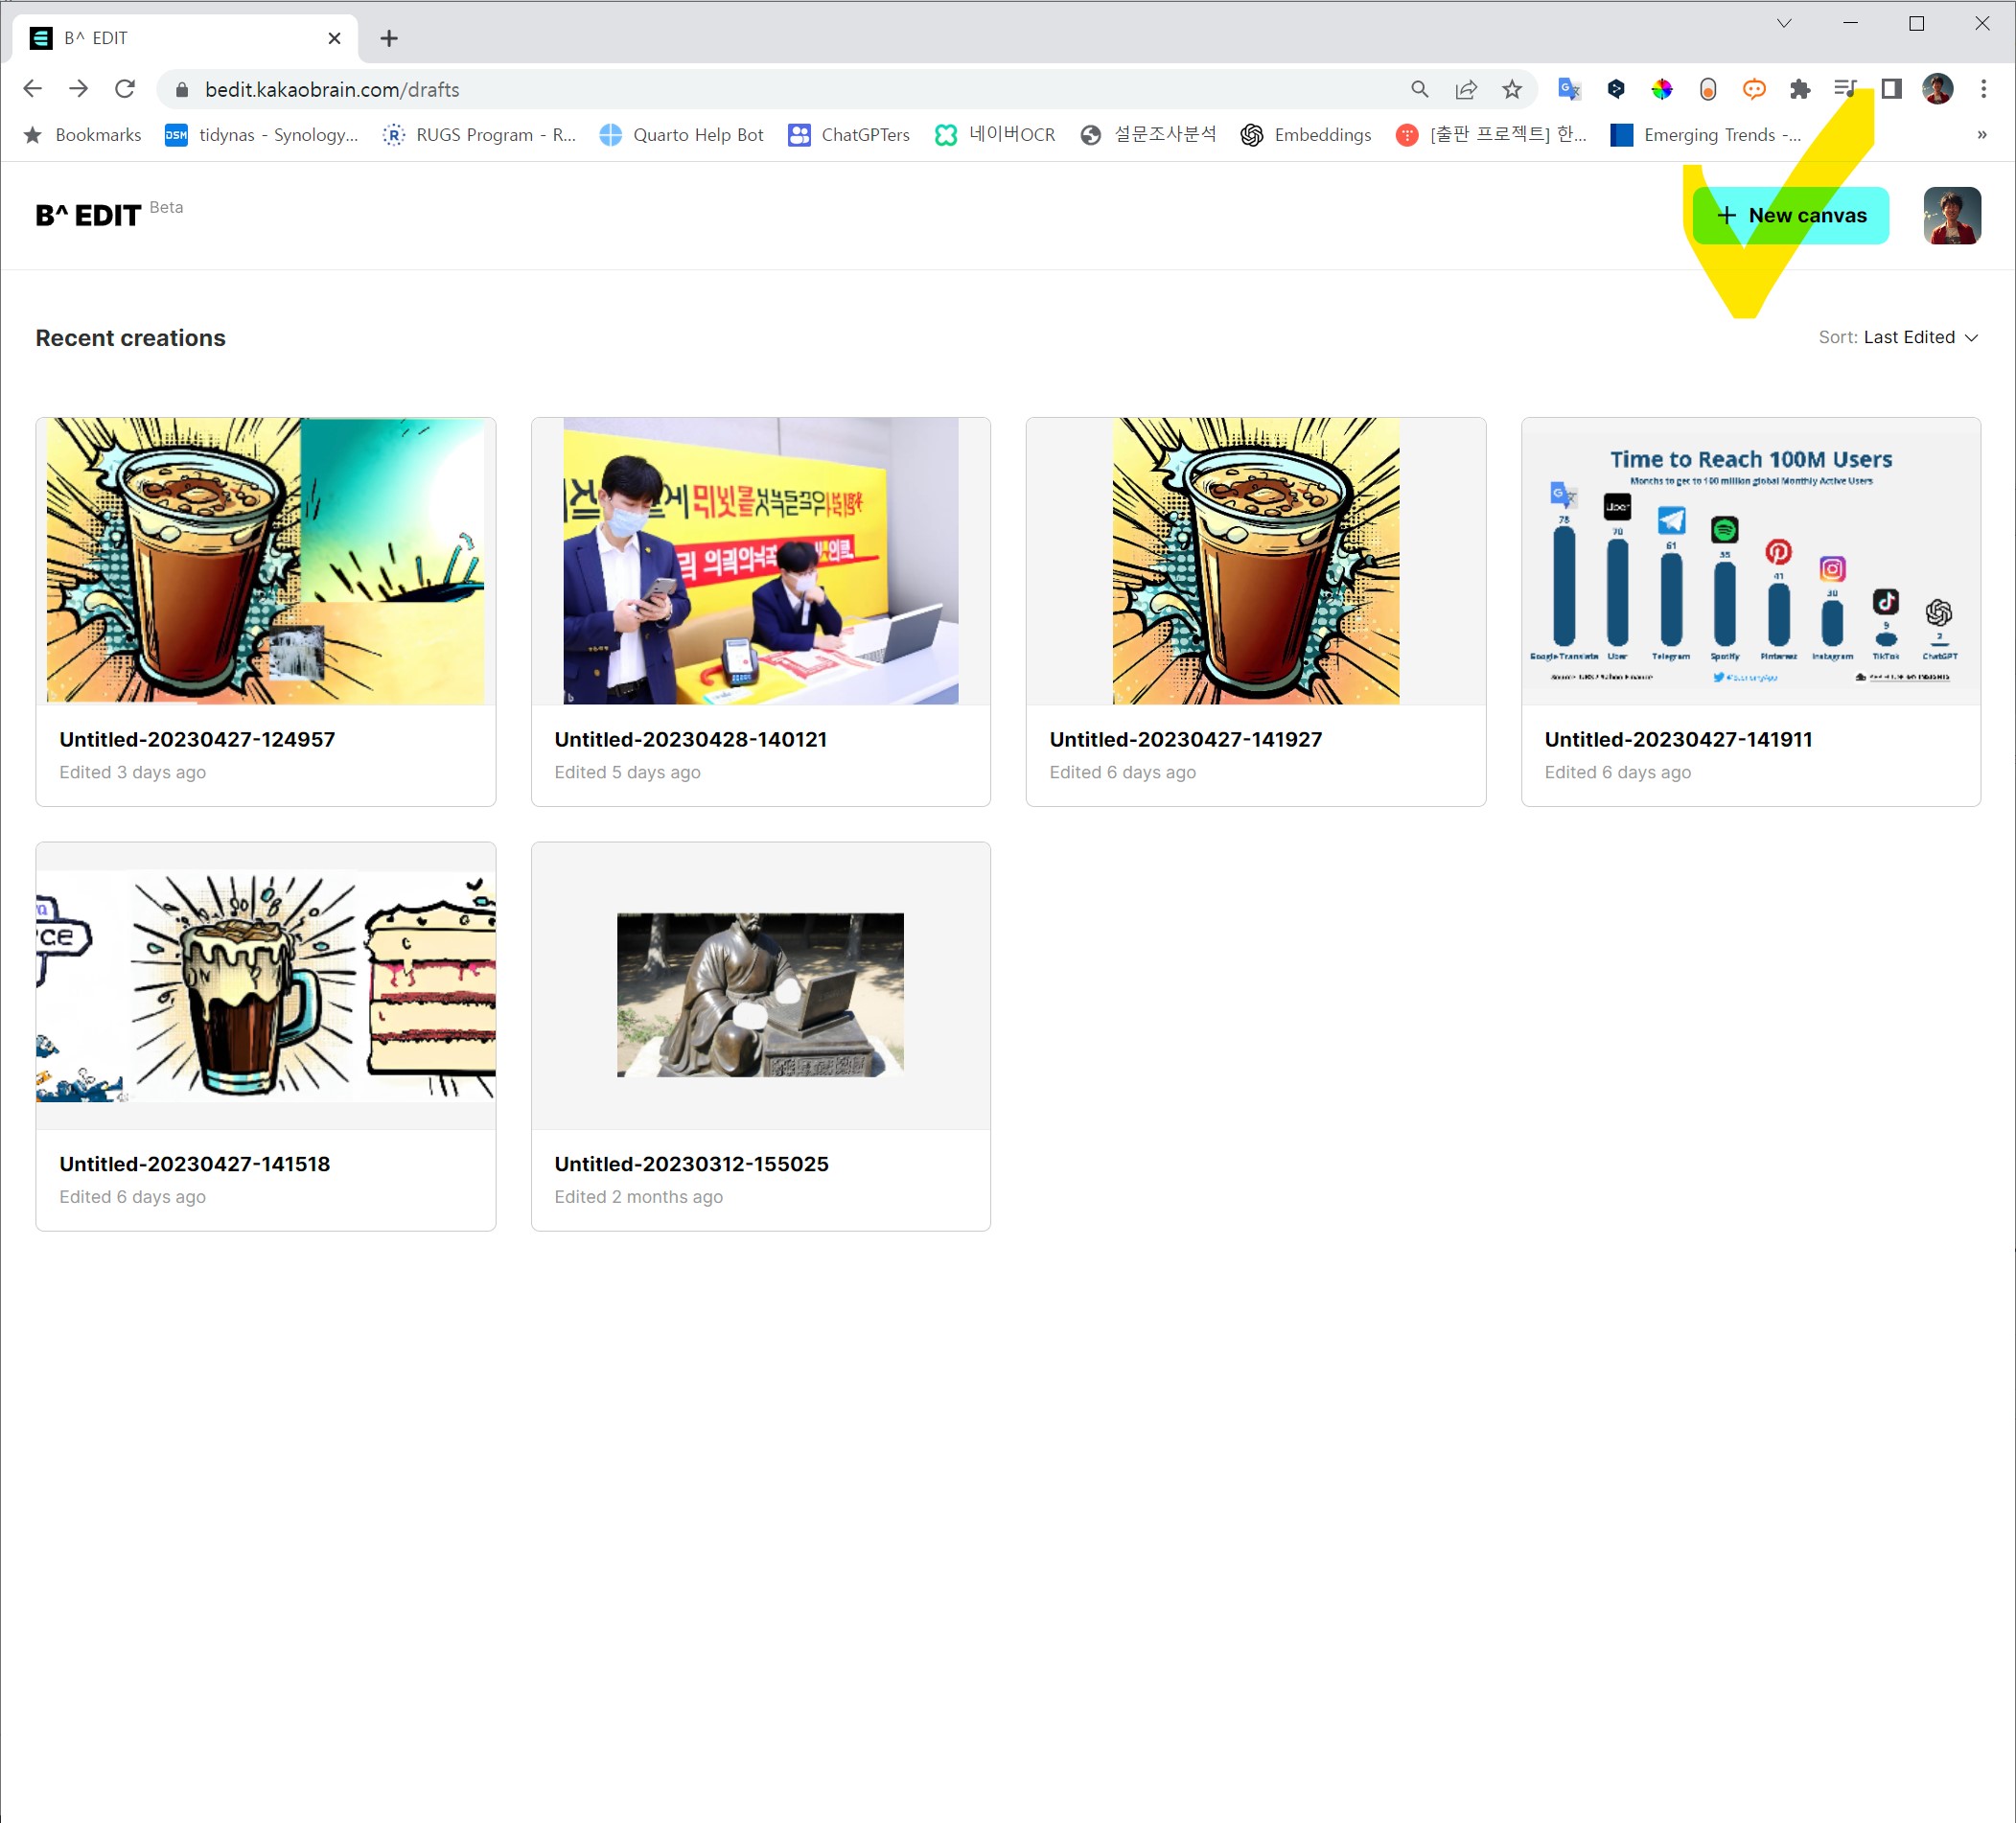 B^ EDIT
bedit.kakaobrain.com/drafts
Bookmarks
tidynas - Synology...
RUGS Program - R...
Quarto Help Bot
ChatGPTers
네이버OCR
설문조사분석
Embeddings
[출판 프로젝트] 한...
Emerging Trends -...
»
B^ EDIT Beta
+ New canvas
Recent creations
Sort: Last Edited
Time to Reach 100M Users
Months to get to 100 million global Monthly Active Users
Uber
78
70
61
55
41
30
9
2
Google Translate
Uber
Telegram
Spotify
Pinterest
Instagram
TikTok
ChatGPT
Untitled-20230427-124957
Edited 3 days ago
Untitled-20230428-140121
Edited 5 days ago
Untitled-20230427-141927
Edited 6 days ago
Untitled-20230427-141911
Edited 6 days ago
CE
Untitled-20230427-141518
Edited 6 days ago
Untitled-20230312-155025
Edited 2 months ago